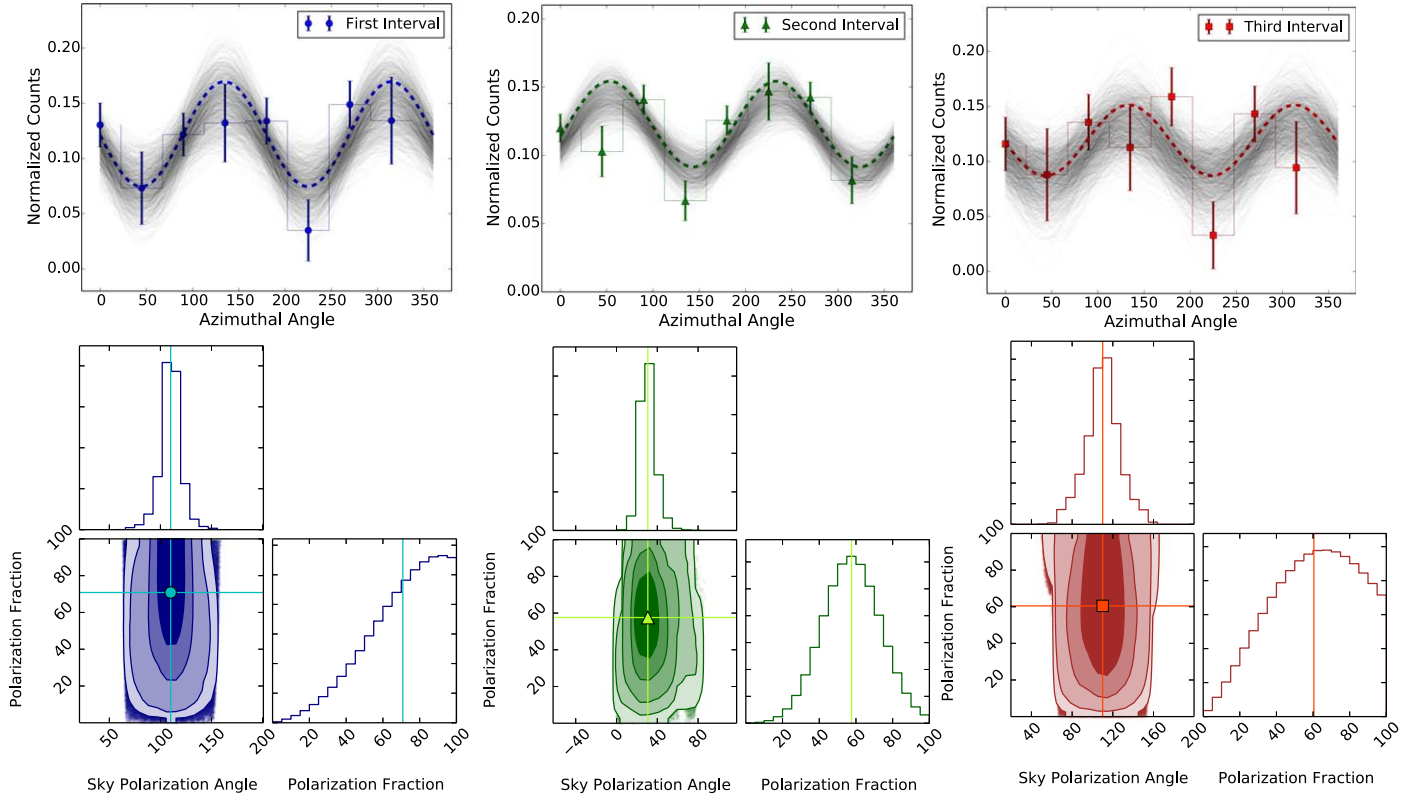 First Interval
0.20
0.15
0.10
0.05
0.00
Normalized Counts
0 50 100 150 200 250 300 350
Azimuthal Angle
Second Interval
0.20
0.15
0.10
0.05
0.00
Normalized Counts
0 50 100 150 200 250 300 350
Azimuthal Angle
Third Interval
0.20
0.15
0.10
0.05
0.00
Normalized Counts
0 50 100 150 200 250 300 350
Azimuthal Angle
100
80
60
40
20
Polarization Fraction
50 100 150 200
Sky Polarization Angle
20 40 60 80 100
Polarization Fraction
100
80
60
40
20
Polarization Fraction
−40 0 40 80
Sky Polarization Angle
0 20 40 60 80 100
Polarization Fraction
100
80
60
40
20
Polarization Fraction
40 80 120 160 200
Sky Polarization Angle
0 20 40 60 80 100
Polarization Fraction